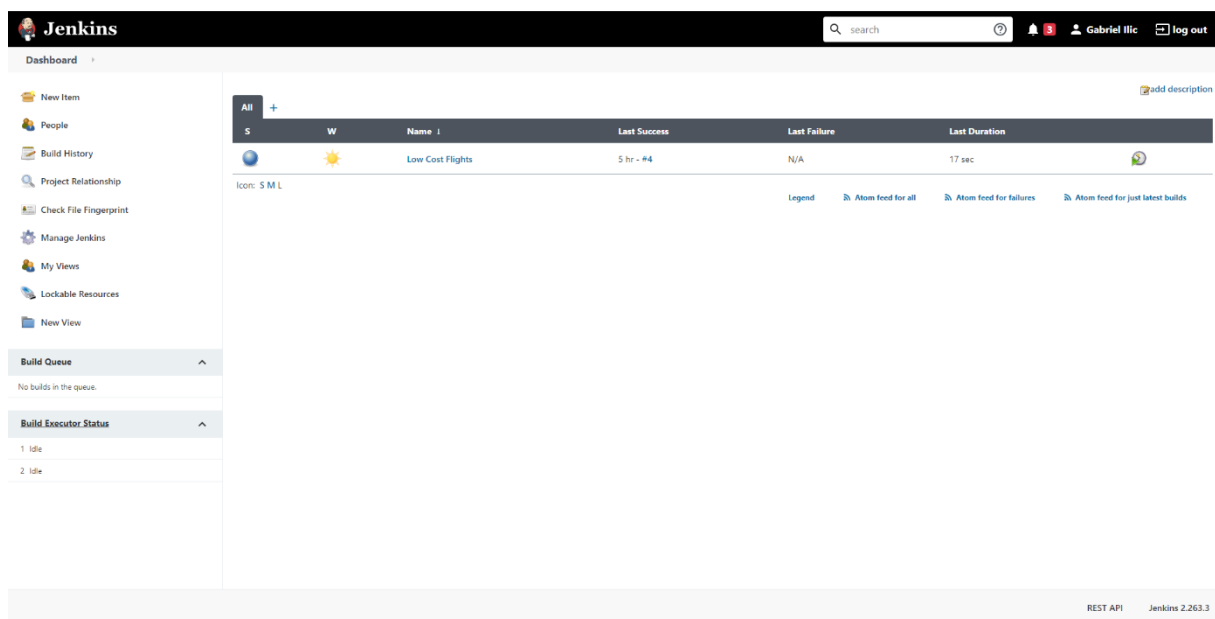 Jenkins
search
3
Gabriel Ilic
log out
Dashboard
New Item
People
Build History
Project Relationship
Check File Fingerprint
Manage Jenkins
My Views
Lockable Resources
New View
Build Queue
No builds in the queue.
Build Executor Status
1 Idle
2 Idle
add description
All +
S W Name ↓ Last Success Last Failure Last Duration
Low Cost Flights 5 hr - #4 N/A 17 sec
Icon: S M L
Legend Atom feed for all Atom feed for failures Atom feed for just latest builds
REST API Jenkins 2.263.3